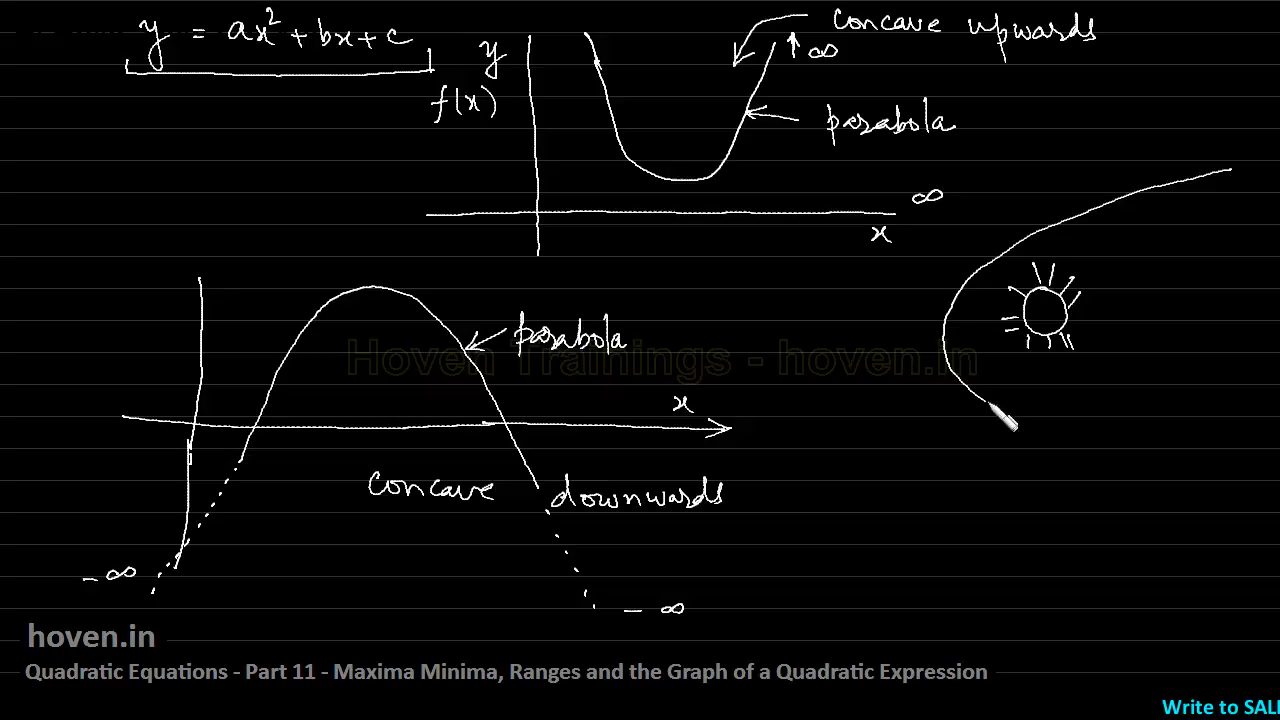 y = ax² + bx + c
concave upwards
y
↑ ∞
f(x)
parabola
∞
x
parabola
Hoven Trainings - hoven.in
x
concave downwards
- ∞
- ∞
hoven.in
Quadratic Equations - Part 11 - Maxima Minima, Ranges and the Graph of a Quadratic Expression
Write to SALE